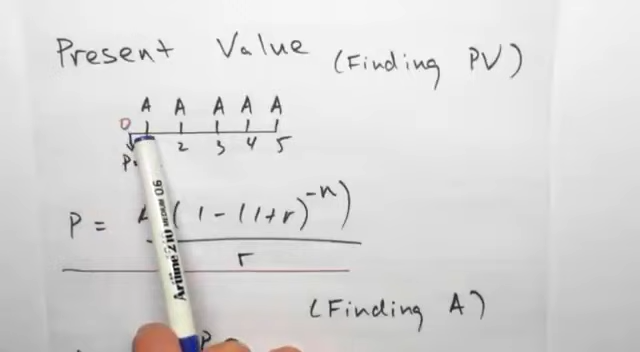 Present Value (Finding PV)
A A A A A
0 2 3 4 5
P
P = A (1 - (1+r)^-n)
r
(Finding A)
P
Artline 210 MEDIUM 0.6